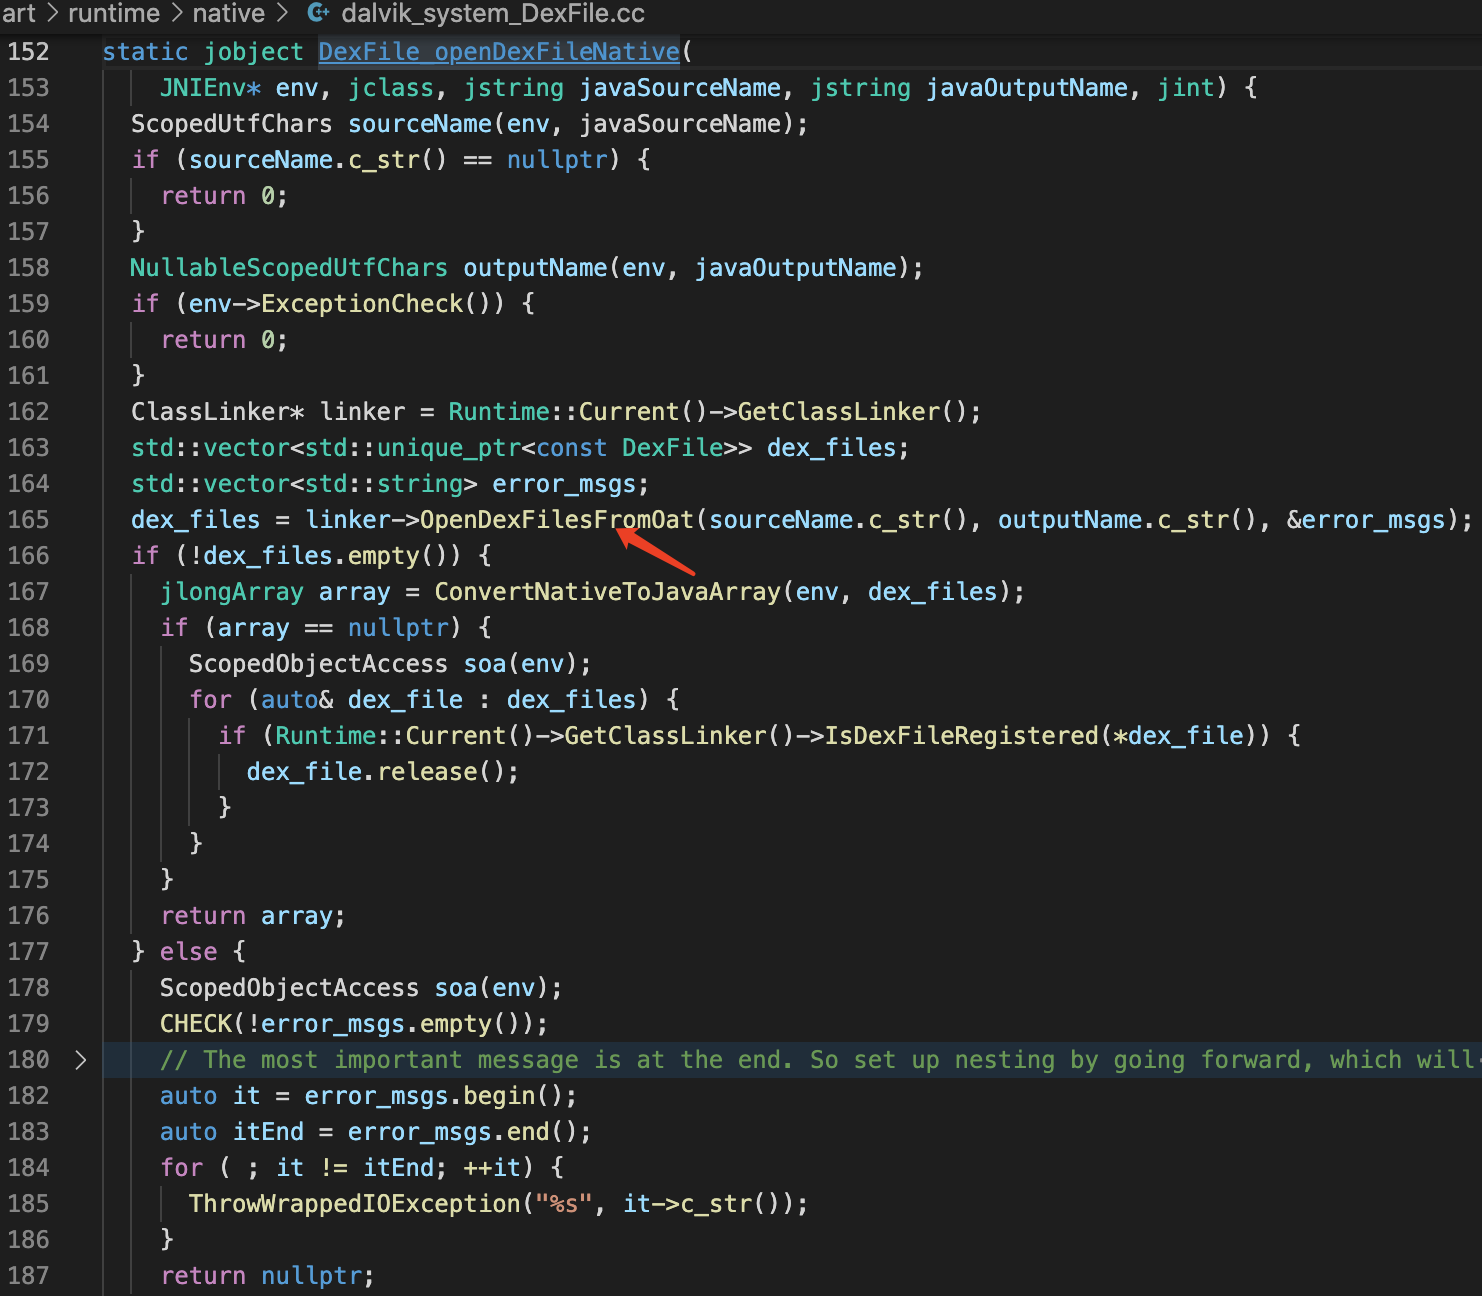 art > runtime > native > C++ dalvik_system_DexFile.cc
152 static jobject DexFile_openDexFileNative(
153 JNIEnv* env, jclass, jstring javaSourceName, jstring javaOutputName, jint) {
154 ScopedUtfChars sourceName(env, javaSourceName);
155 if (sourceName.c_str() == nullptr) {
156 return 0;
157 }
158 NullableScopedUtfChars outputName(env, javaOutputName);
159 if (env->ExceptionCheck()) {
160 return 0;
161 }
162 ClassLinker* linker = Runtime::Current()->GetClassLinker();
163 std::vector<std::unique_ptr<const DexFile>> dex_files;
164 std::vector<std::string> error_msgs;
165 dex_files = linker->OpenDexFilesFromOat(sourceName.c_str(), outputName.c_str(), &error_msgs);
166 if (!dex_files.empty()) {
167 jlongArray array = ConvertNativeToJavaArray(env, dex_files);
168 if (array == nullptr) {
169 ScopedObjectAccess soa(env);
170 for (auto& dex_file : dex_files) {
171 if (Runtime::Current()->GetClassLinker()->IsDexFileRegistered(*dex_file)) {
172 dex_file.release();
173 }
174 }
175 }
176 return array;
177 } else {
178 ScopedObjectAccess soa(env);
179 CHECK(!error_msgs.empty());
180 > // The most important message is at the end. So set up nesting by going forward, which will
182 auto it = error_msgs.begin();
183 auto itEnd = error_msgs.end();
184 for ( ; it != itEnd; ++it) {
185 ThrowWrappedIOException("%s", it->c_str());
186 }
187 return nullptr;